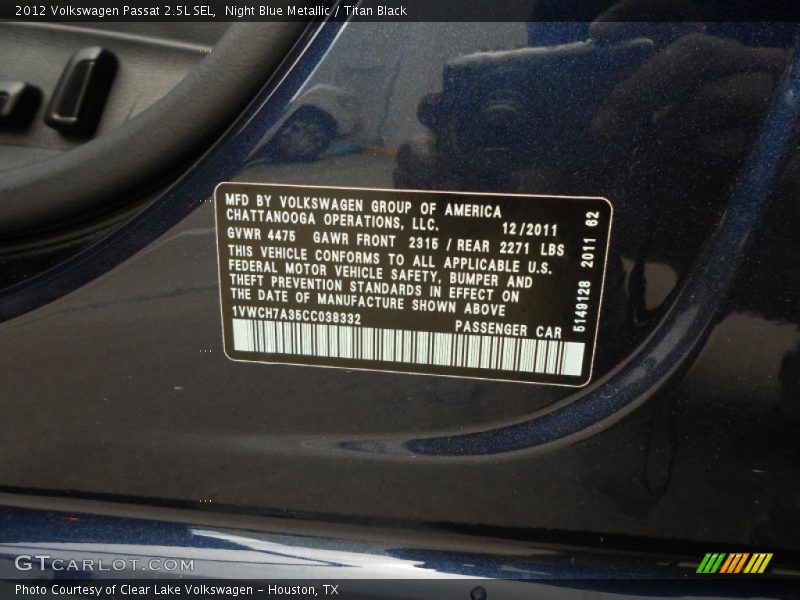 2012 Volkswagen Passat 2.5L SEL, Night Blue Metallic / Titan Black
MFD BY VOLKSWAGEN GROUP OF AMERICA
CHATTANOOGA OPERATIONS, LLC. 12/2011
GVWR 4475 GAWR FRONT 2315 / REAR 2271 LBS
THIS VEHICLE CONFORMS TO ALL APPLICABLE U.S.
FEDERAL MOTOR VEHICLE SAFETY, BUMPER AND
THEFT PREVENTION STANDARDS IN EFFECT ON
THE DATE OF MANUFACTURE SHOWN ABOVE
1VWCH7A35CC038332 PASSENGER CAR
5149128 2011 62
GTCARLOT.COM
Photo Courtesy of Clear Lake Volkswagen - Houston, TX